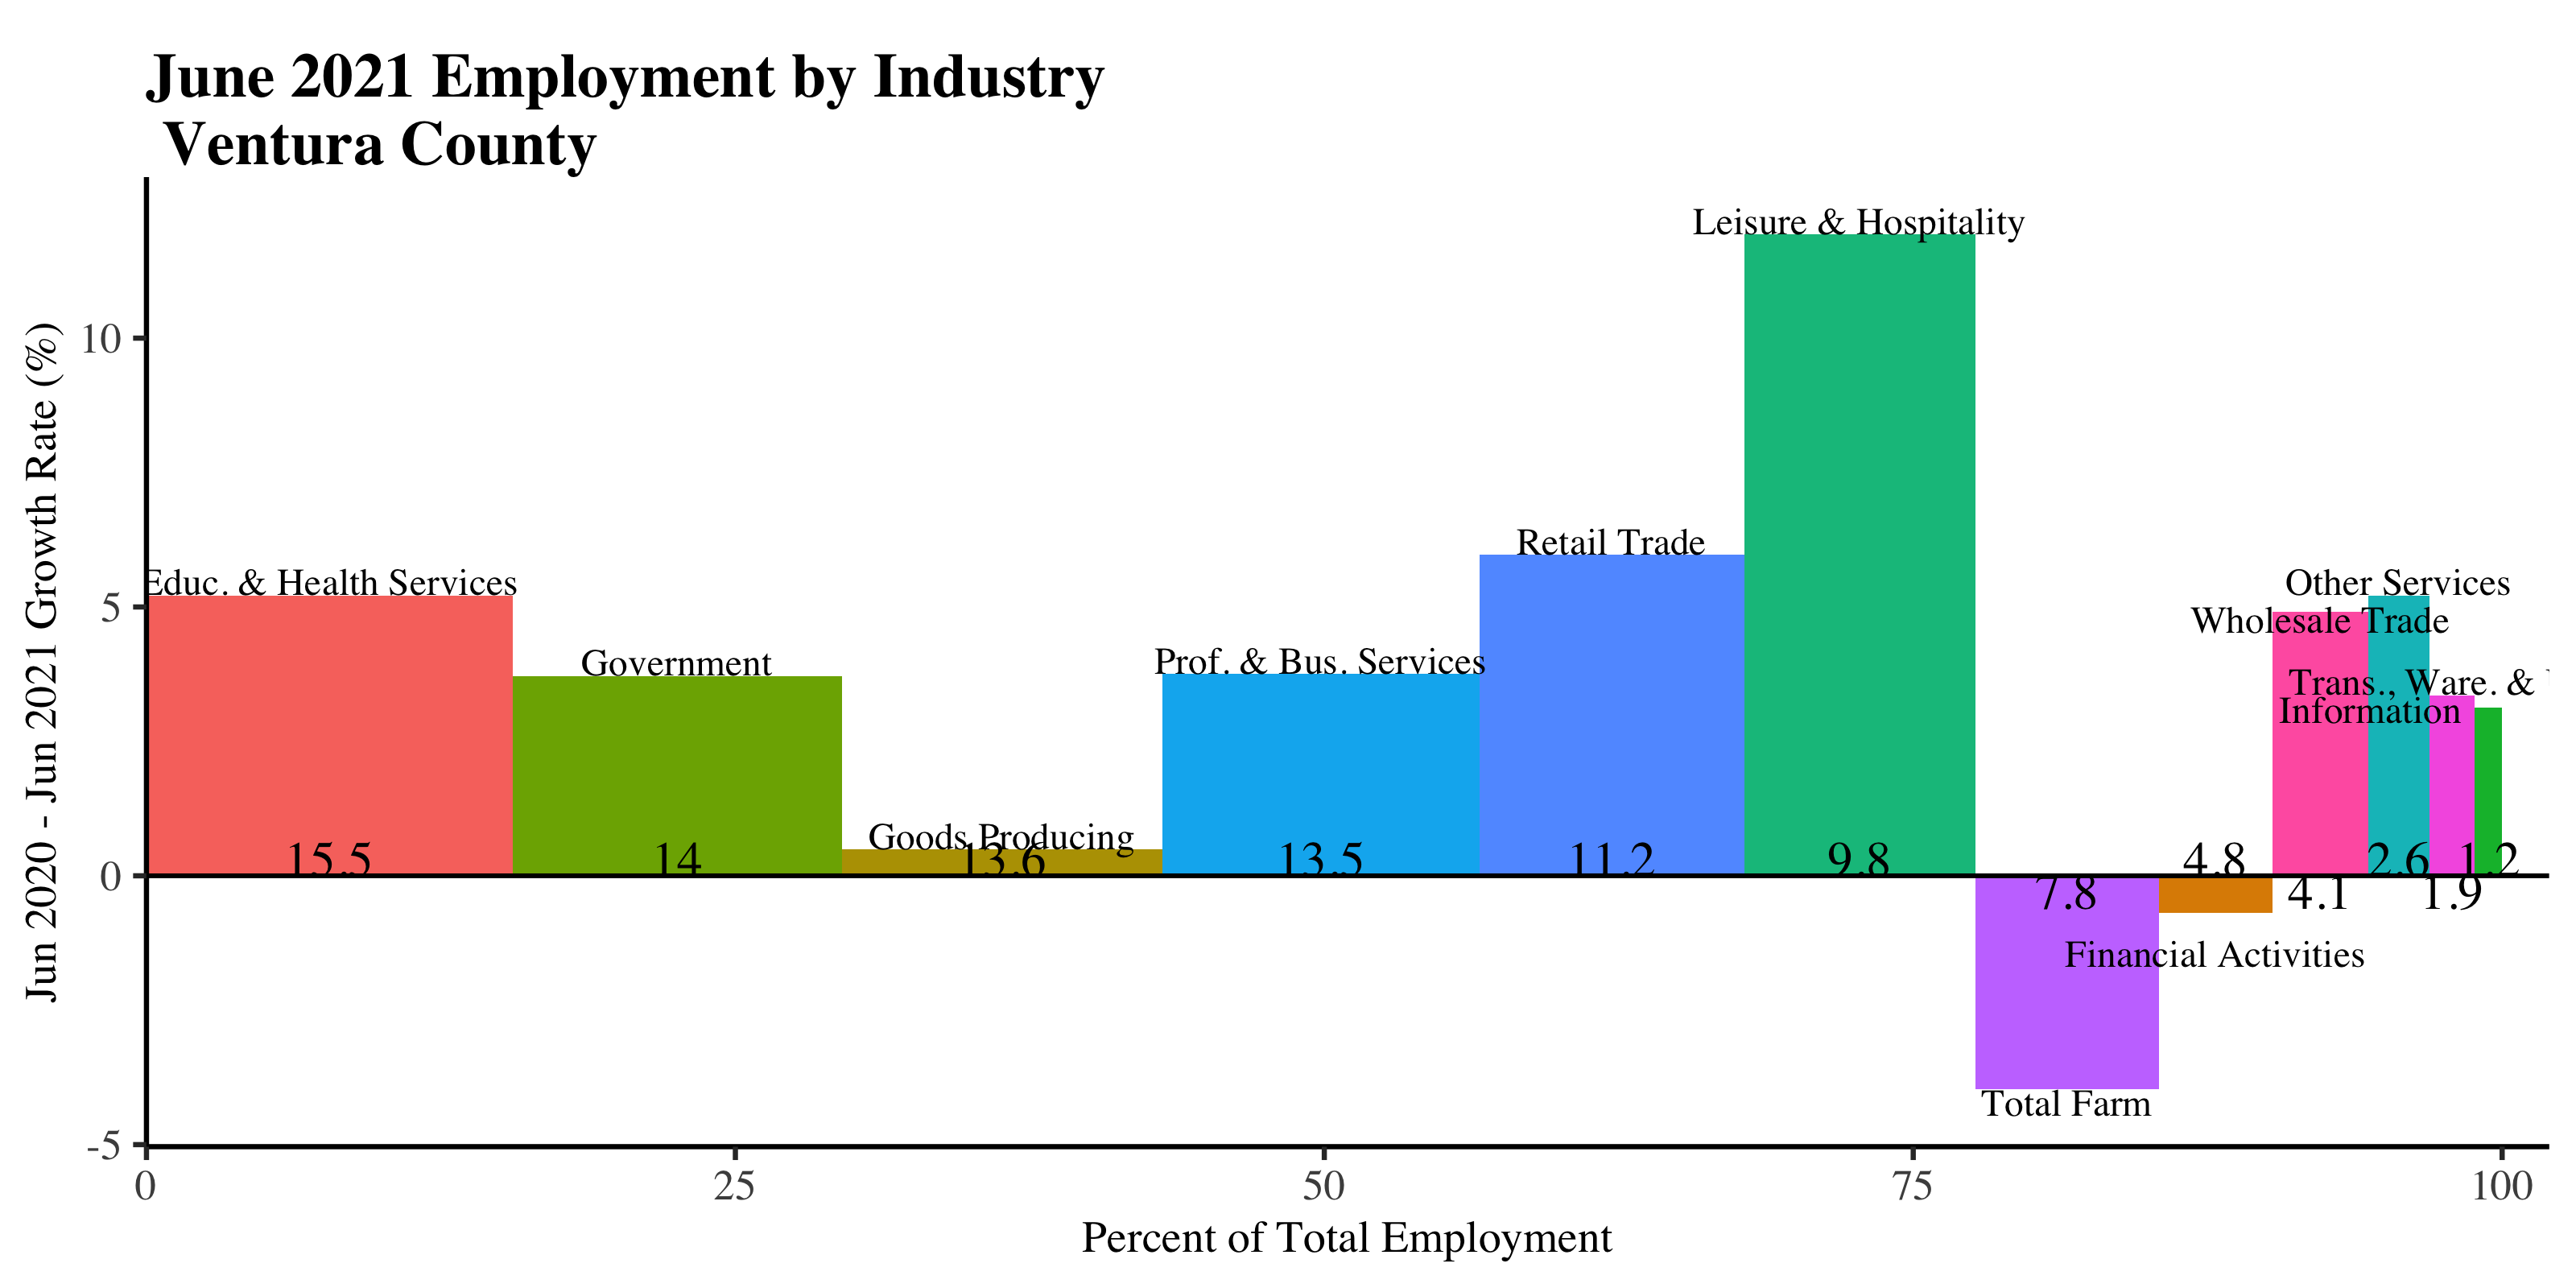 June 2021 Employment by Industry
Ventura County
Jun 2020 - Jun 2021 Growth Rate (%)
10
5
0
-5
Leisure & Hospitality
Retail Trade
Educ. & Health Services
Other Services
Wholesale Trade
Government
Prof. & Bus. Services
Trans., Ware. &
Information
Goods Producing
15.5
14
13.6
13.5
11.2
9.8
4.8
2.6
1.2
7.8
4.1
1.9
Financial Activities
Total Farm
0
25
50
75
100
Percent of Total Employment